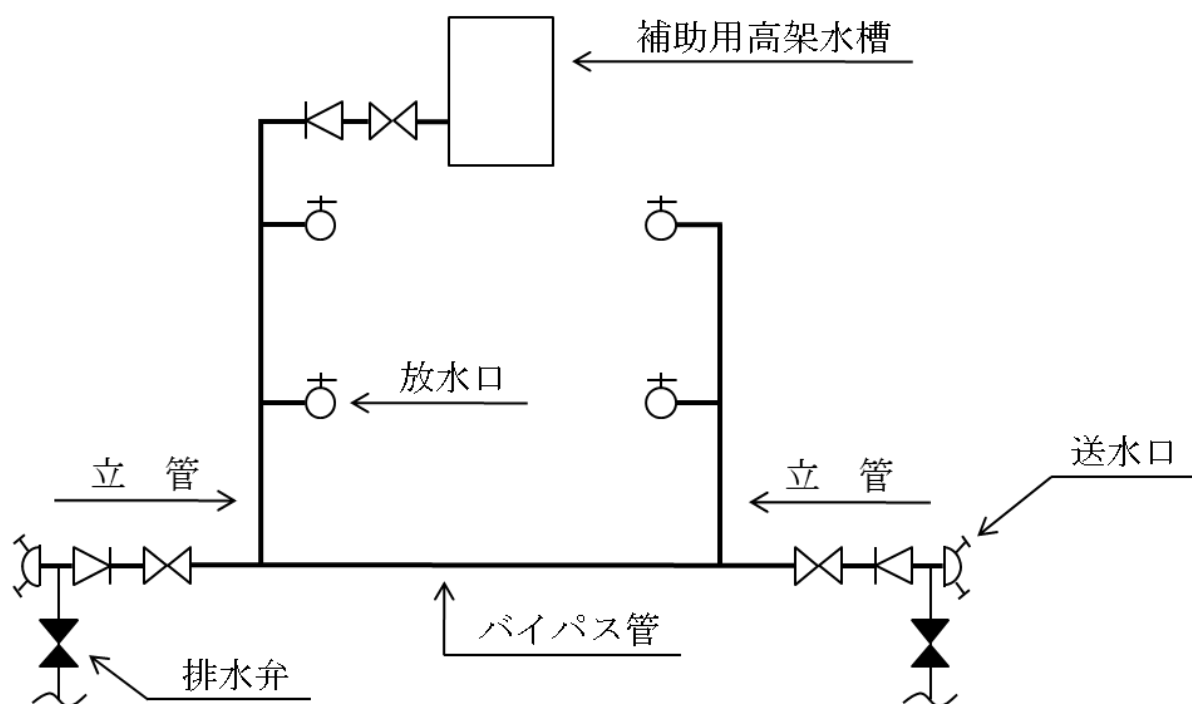 補助用高架水槽
放水口
立　管
立　管
送水口
バイパス管
排水弁